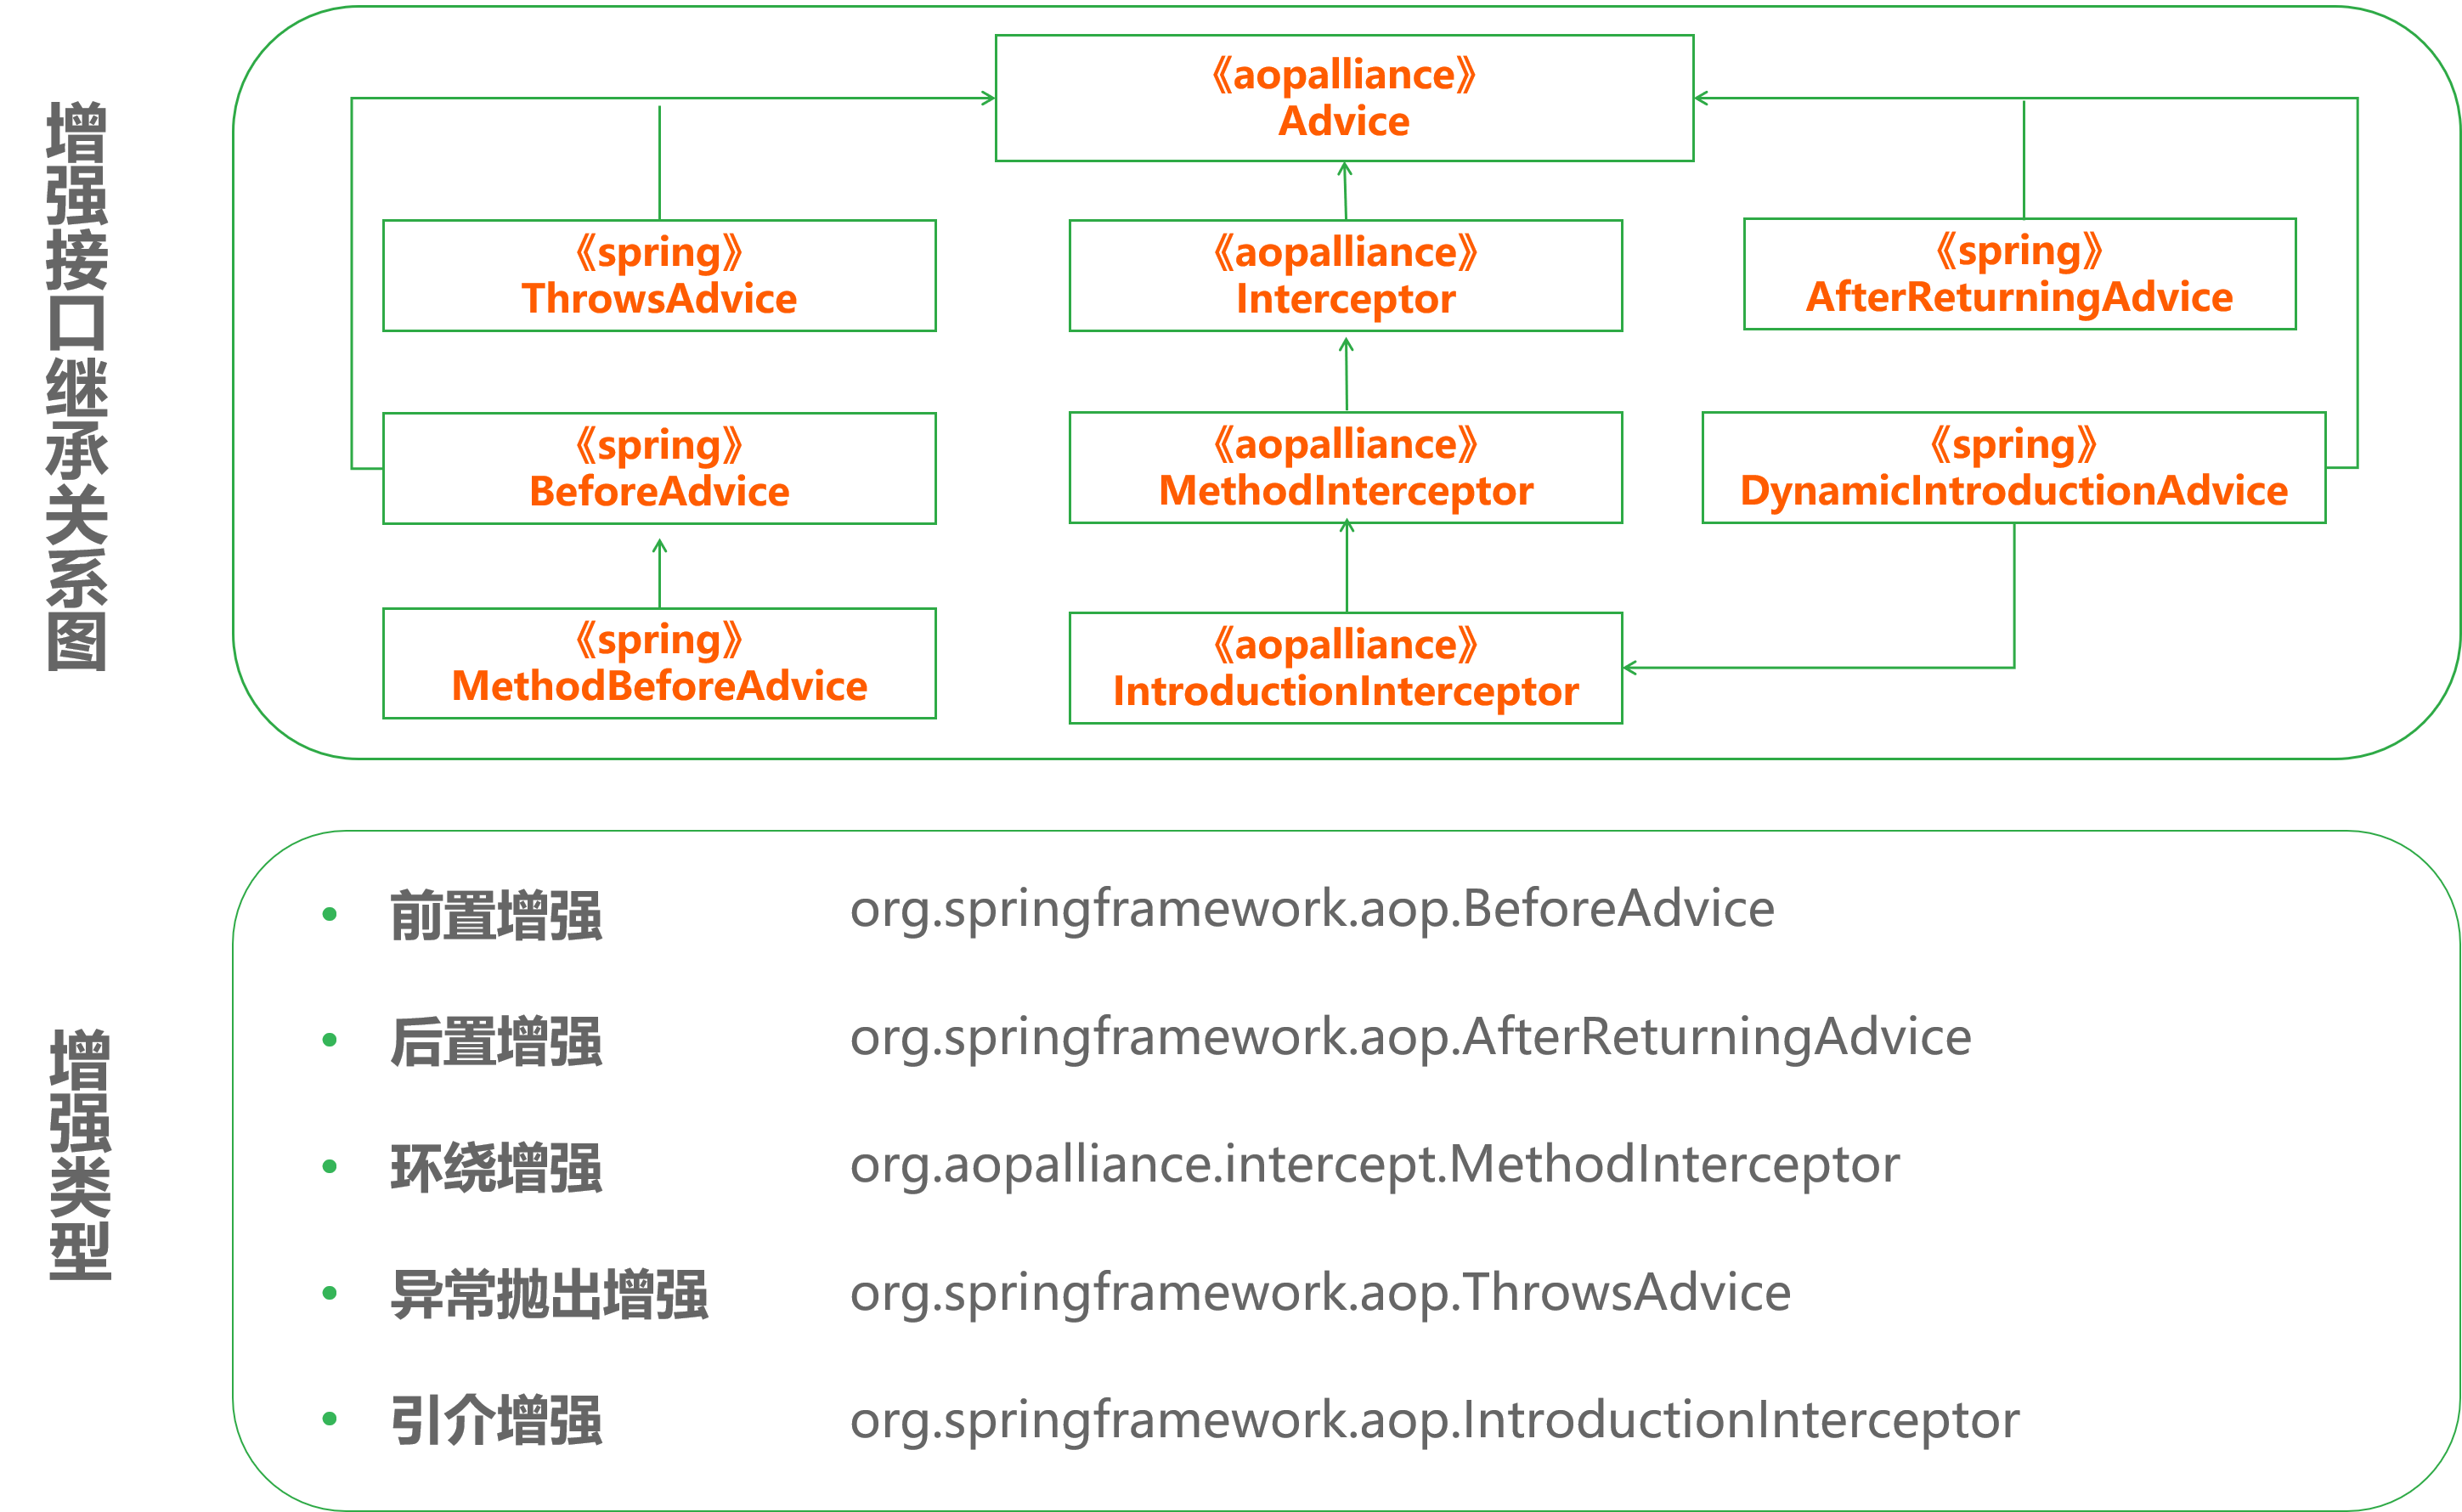 增强接口继承关系图
《aopalliance》
Advice
《spring》
ThrowsAdvice
《aopalliance》
Interceptor
《spring》
AfterReturningAdvice
《spring》
BeforeAdvice
《aopalliance》
MethodInterceptor
《spring》
DynamicIntroductionAdvice
《spring》
MethodBeforeAdvice
《aopalliance》
IntroductionInterceptor
增强类型
• 前置增强 org.springframework.aop.BeforeAdvice
• 后置增强 org.springframework.aop.AfterReturningAdvice
• 环绕增强 org.aopalliance.intercept.MethodInterceptor
• 异常抛出增强 org.springframework.aop.ThrowsAdvice
• 引介增强 org.springframework.aop.IntroductionInterceptor